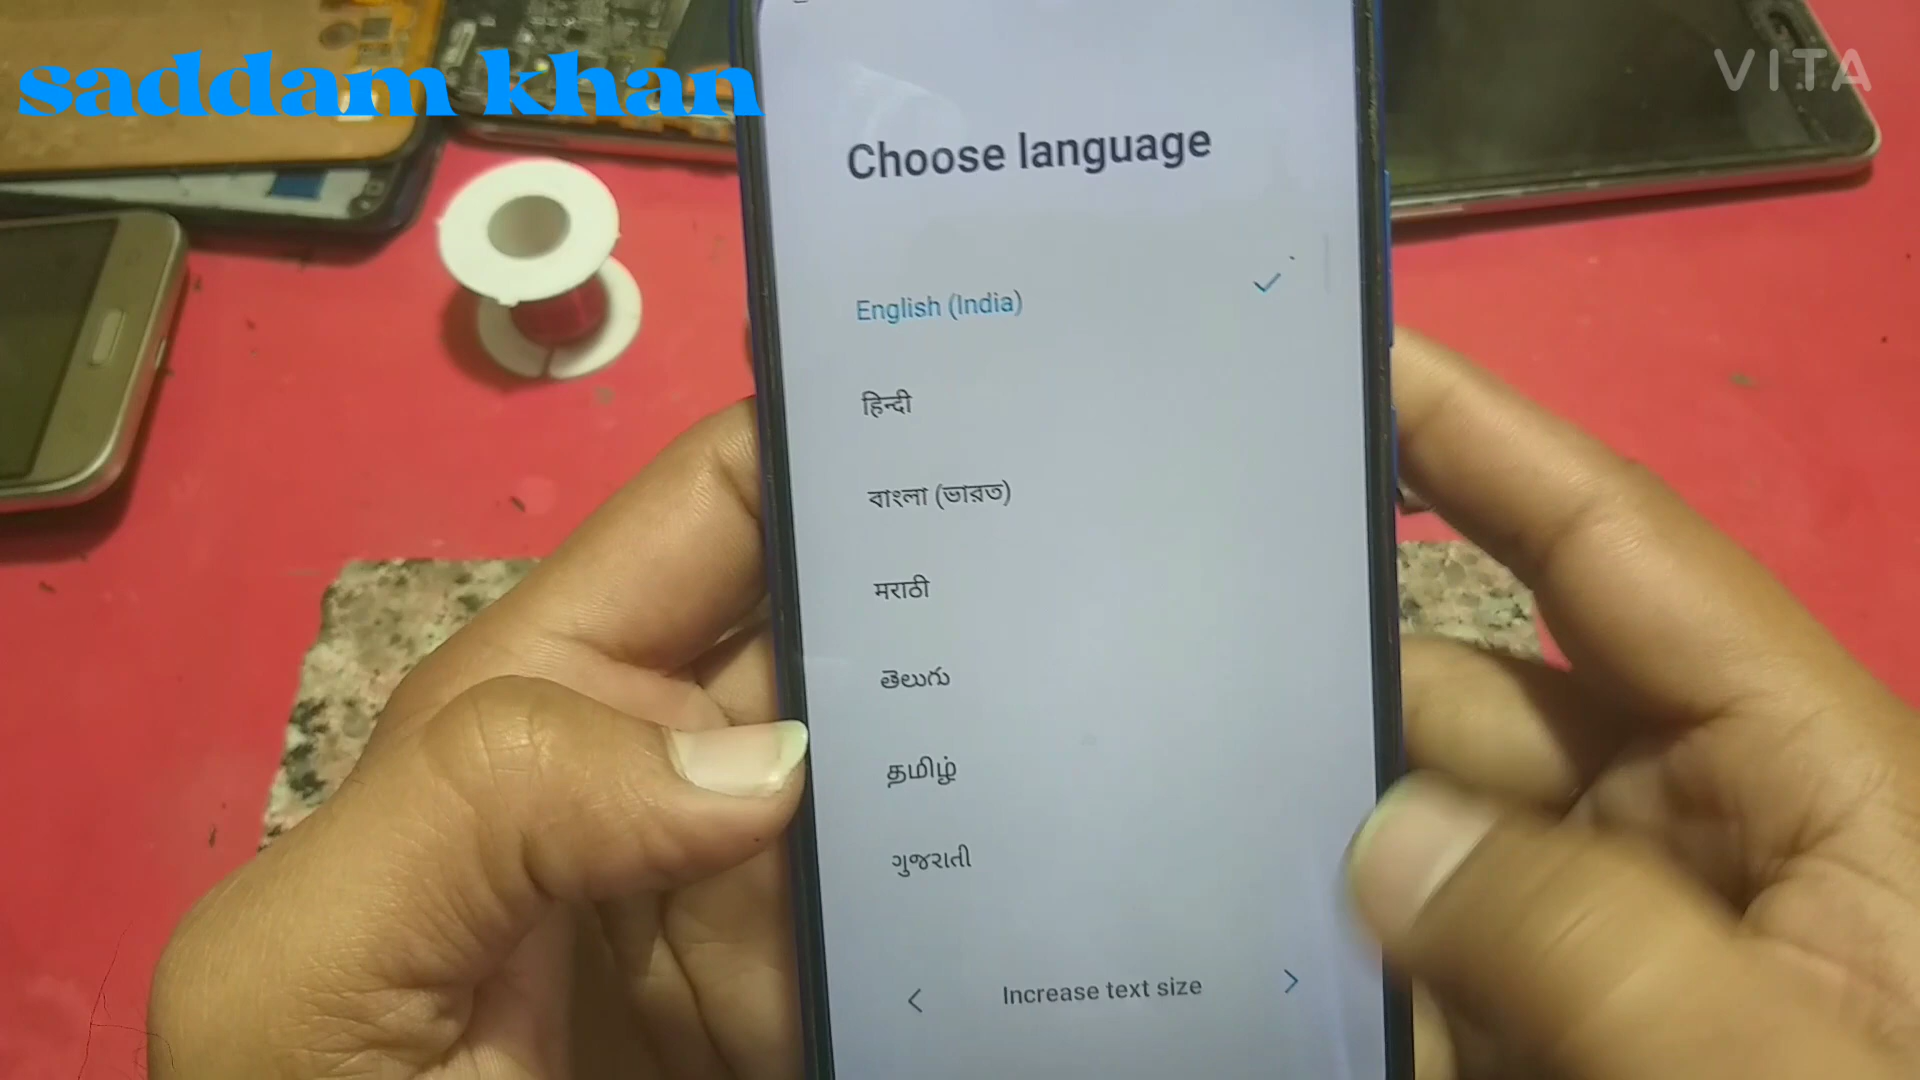 saddam khan
VITA
Choose language
English (India)
हिन्दी
বাংলা (ভারত)
मराठी
తెలుగు
தமிழ்
ગુજરાતી
Increase text size